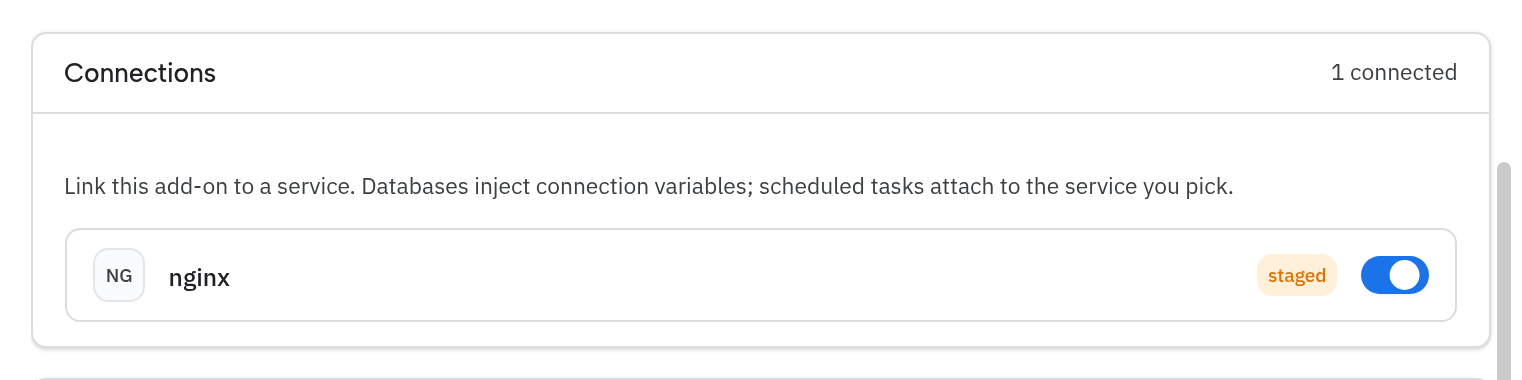 Connections
1 connected
Link this add-on to a service. Databases inject connection variables; scheduled tasks attach to the service you pick.
NG
nginx
staged